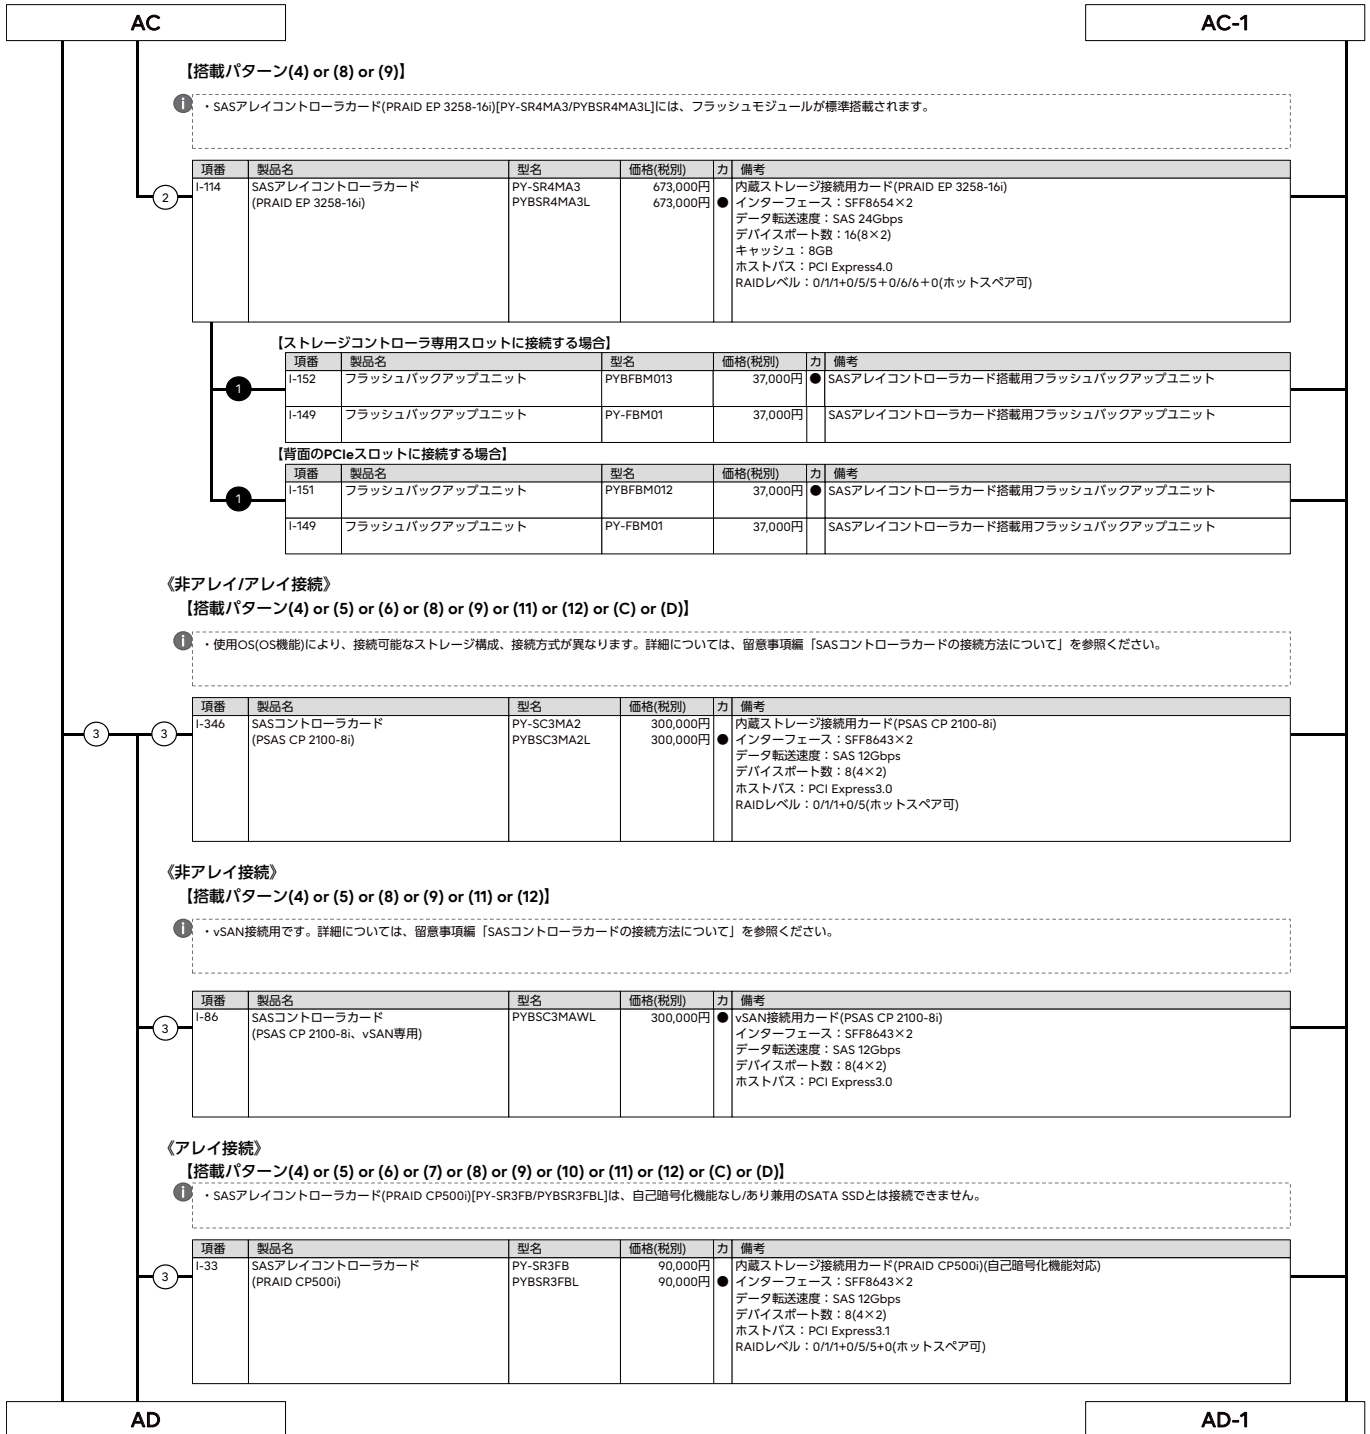 AC
AC-1
【搭載パターン(4) or (8) or (9)】
・SASアレイコントローラカード(PRAID EP 3258-16i)[PY-SR4MA3/PYBSR4MA3L]には、フラッシュモジュールが標準搭載されます。
項番 製品名 型名 価格(税別) カ 備考
I-114 SASアレイコントローラカード PY-SR4MA3 673,000円 内蔵ストレージ接続用カード(PRAID EP 3258-16i)
2 (PRAID EP 3258-16i) PYBSR4MA3L 673,000円 ● インターフェース：SFF8654×2
データ転送速度：SAS 24Gbps
デバイスポート数：16(8×2)
キャッシュ：8GB
ホストバス：PCI Express4.0
RAIDレベル：0/1/1+0/5/5＋0/6/6＋0(ホットスペア可)
【ストレージコントローラ専用スロットに接続する場合】
項番 製品名 型名 価格(税別) カ 備考
1 I-152 フラッシュバックアップユニット PYBFBM013 37,000円 ● SASアレイコントローラカード搭載用フラッシュバックアップユニット
I-149 フラッシュバックアップユニット PY-FBM01 37,000円 SASアレイコントローラカード搭載用フラッシュバックアップユニット
【背面のPCIeスロットに接続する場合】
項番 製品名 型名 価格(税別) カ 備考
1 I-151 フラッシュバックアップユニット PYBFBM012 37,000円 ● SASアレイコントローラカード搭載用フラッシュバックアップユニット
I-149 フラッシュバックアップユニット PY-FBM01 37,000円 SASアレイコントローラカード搭載用フラッシュバックアップユニット
《非アレイ/アレイ接続》
【搭載パターン(4) or (5) or (6) or (8) or (9) or (11) or (12) or (C) or (D)】
・使用OS(OS機能)により、接続可能なストレージ構成、接続方式が異なります。詳細については、留意事項編「SASコントローラカードの接続方法について」を参照ください。
項番 製品名 型名 価格(税別) カ 備考
3 3 I-346 SASコントローラカード PY-SC3MA2 300,000円 内蔵ストレージ接続用カード(PSAS CP 2100-8i)
(PSAS CP 2100-8i) PYBSC3MA2L 300,000円 ● インターフェース：SFF8643×2
データ転送速度：SAS 12Gbps
デバイスポート数：8(4×2)
ホストバス：PCI Express3.0
RAIDレベル：0/1/1+0/5(ホットスペア可)
《非アレイ接続》
【搭載パターン(4) or (5) or (8) or (9) or (11) or (12)】
・vSAN接続用です。詳細については、留意事項編「SASコントローラカードの接続方法について」を参照ください。
項番 製品名 型名 価格(税別) カ 備考
I-86 SASコントローラカード PYBSC3MAWL 300,000円 ● vSAN接続用カード(PSAS CP 2100-8i)
3 (PSAS CP 2100-8i、vSAN専用) インターフェース：SFF8643×2
データ転送速度：SAS 12Gbps
デバイスポート数：8(4×2)
ホストバス：PCI Express3.0
《アレイ接続》
【搭載パターン(4) or (5) or (6) or (7) or (8) or (9) or (10) or (11) or (12) or (C) or (D)】
・SASアレイコントローラカード(PRAID CP500i)[PY-SR3FB/PYBSR3FBL]は、自己暗号化機能なし/あり兼用のSATA SSDとは接続できません。
項番 製品名 型名 価格(税別) カ 備考
I-33 SASアレイコントローラカード PY-SR3FB 90,000円 内蔵ストレージ接続用カード(PRAID CP500i)(自己暗号化機能対応)
3 (PRAID CP500i) PYBSR3FBL 90,000円 ● インターフェース：SFF8643×2
データ転送速度：SAS 12Gbps
デバイスポート数：8(4×2)
ホストバス：PCI Express3.1
RAIDレベル：0/1/1+0/5/5+0(ホットスペア可)
AD
AD-1